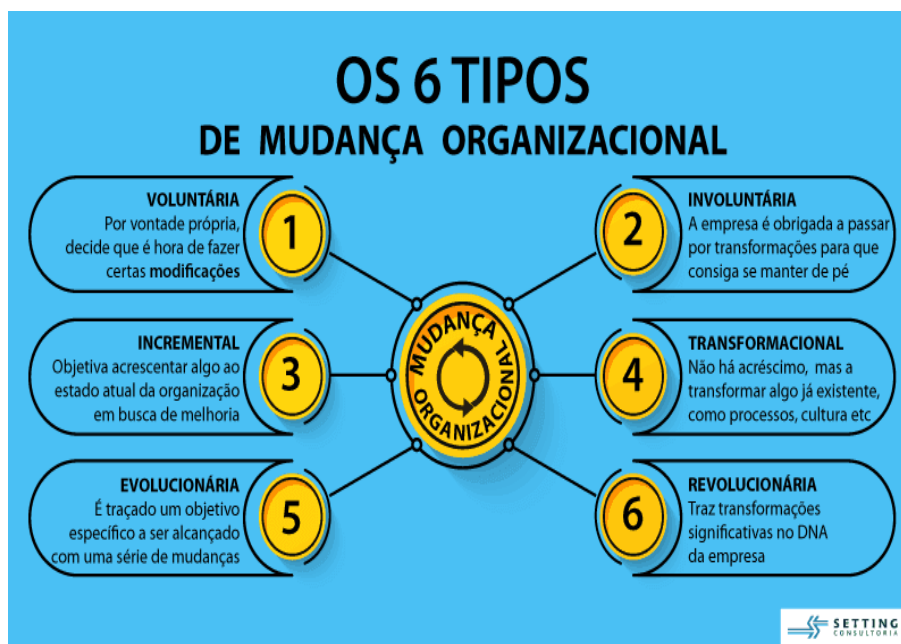 OS 6 TIPOS
DE MUDANÇA ORGANIZACIONAL
VOLUNTÁRIA
Por vontade própria,
decide que é hora de fazer
certas modificações
1
2
INVOLUNTÁRIA
A empresa é obrigada a passar
por transformações para que
consiga se manter de pé
INCREMENTAL
Objetiva acrescentar algo ao
estado atual da organização
em busca de melhoria
3
MUDANÇA
ORGANIZACIONAL
4
TRANSFORMACIONAL
Não há acréscimo, mas a
transformar algo já existente,
como processos, cultura etc
EVOLUCIONÁRIA
É traçado um objetivo
específico a ser alcançado
com uma série de mudanças
5
6
REVOLUCIONÁRIA
Traz transformações
significativas no DNA
da empresa
SETTING
CONSULTORIA